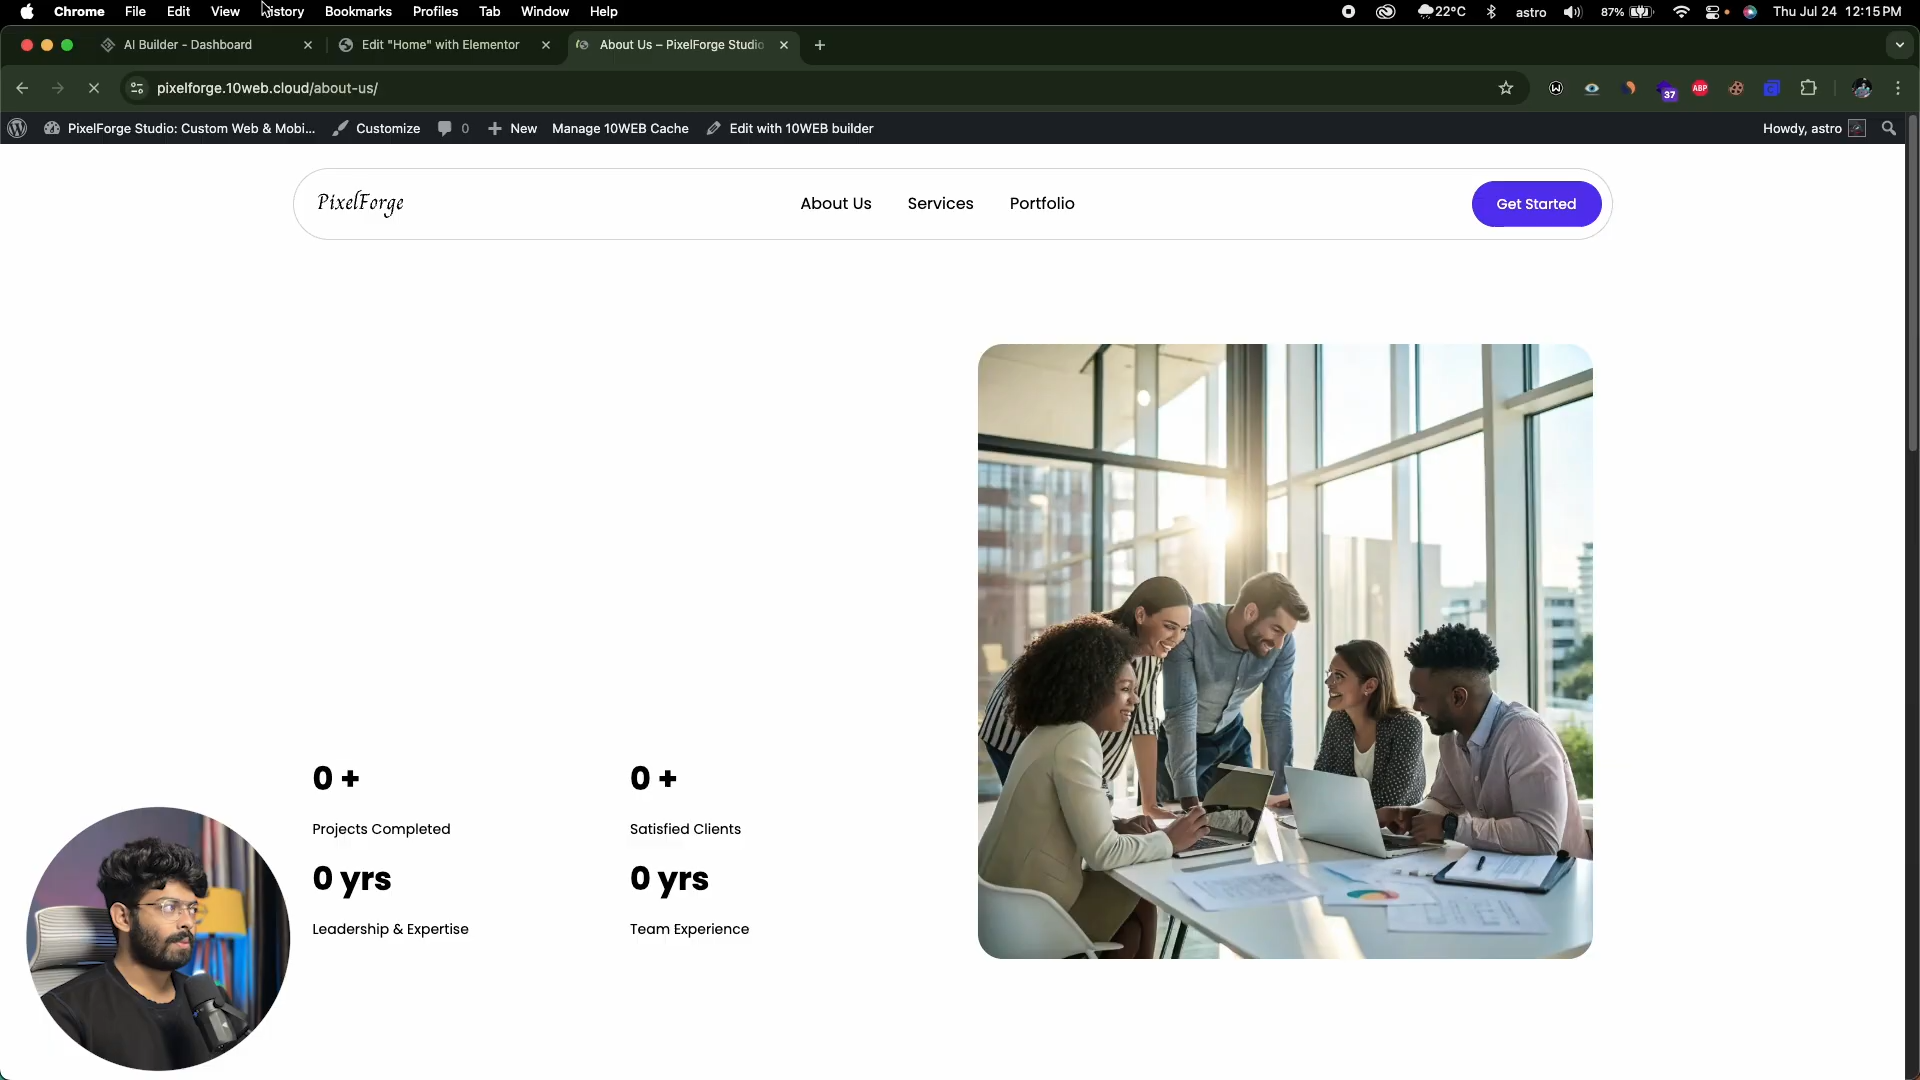 Chrome File Edit View History Bookmarks Profiles Tab Window Help 22°C astro 87% Thu Jul 24 12:15 PM
AI Builder - Dashboard Edit "Home" with Elementor About Us – PixelForge Studio
pixelforge.10web.cloud/about-us/ 37 ABP
PixelForge Studio: Custom Web & Mobi... Customize 0 New Manage 10WEB Cache Edit with 10WEB builder Howdy, astro
PixelForge About Us Services Portfolio Get Started
0 + 0 +
Projects Completed Satisfied Clients
0 yrs 0 yrs
Leadership & Expertise Team Experience